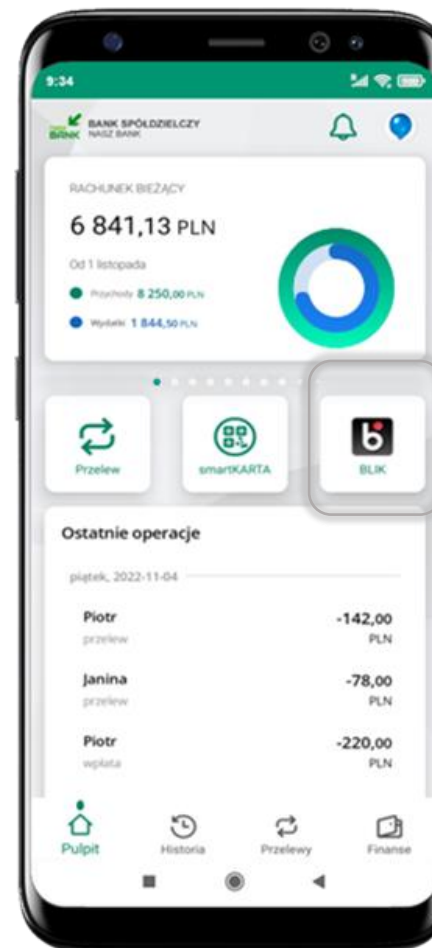 9:34
BANK SPÓŁDZIELCZY
NASZ BANK
RACHUNEK BIEŻĄCY
6 841,13 PLN
Od 1 listopada
Przychody 8 250,00 PLN
Wydatki 1 844,50 PLN
Przelew
smartKARTA
BLIK
Ostatnie operacje
piątek, 2022-11-04
Piotr -142,00
przelew PLN
Janina -78,00
przelew PLN
Piotr -220,00
wpłata PLN
Pulpit
Historia
Przelewy
Finanse